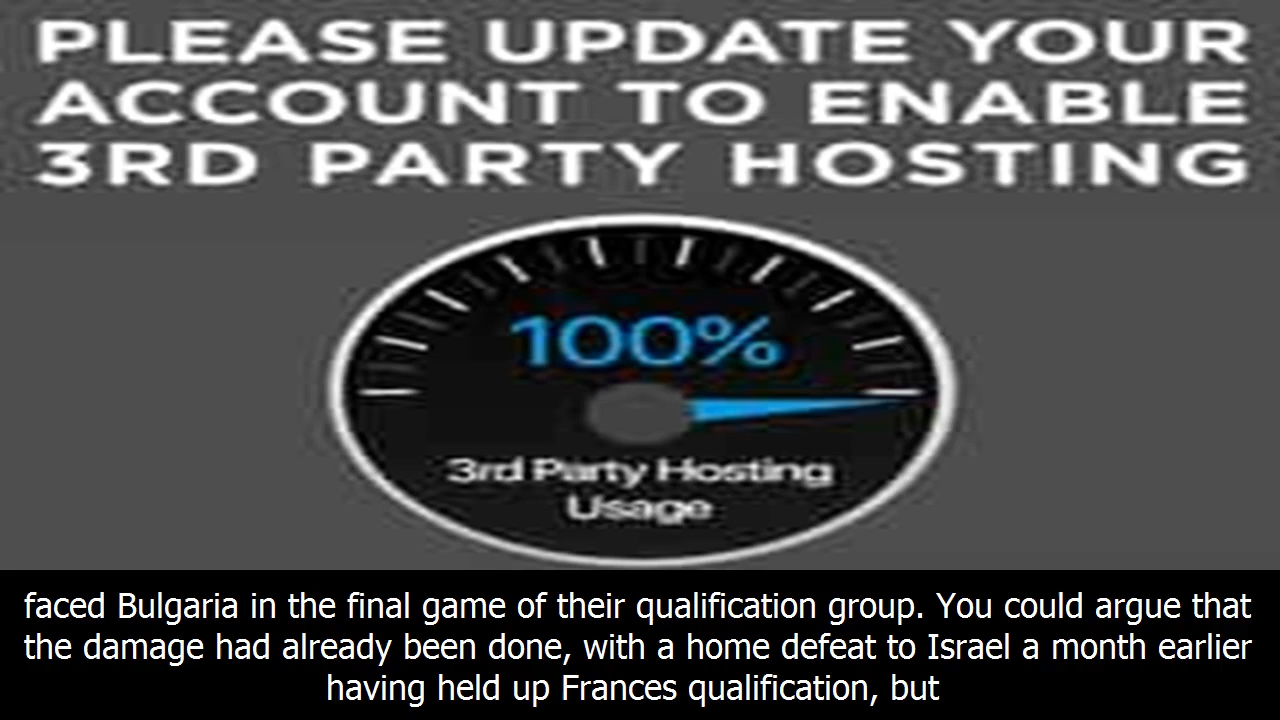 PLEASE UPDATE YOUR
ACCOUNT TO ENABLE
3RD PARTY HOSTING
100%
3rd Party Hosting
Usage
faced Bulgaria in the final game of their qualification group. You could argue that
the damage had already been done, with a home defeat to Israel a month earlier
having held up Frances qualification, but